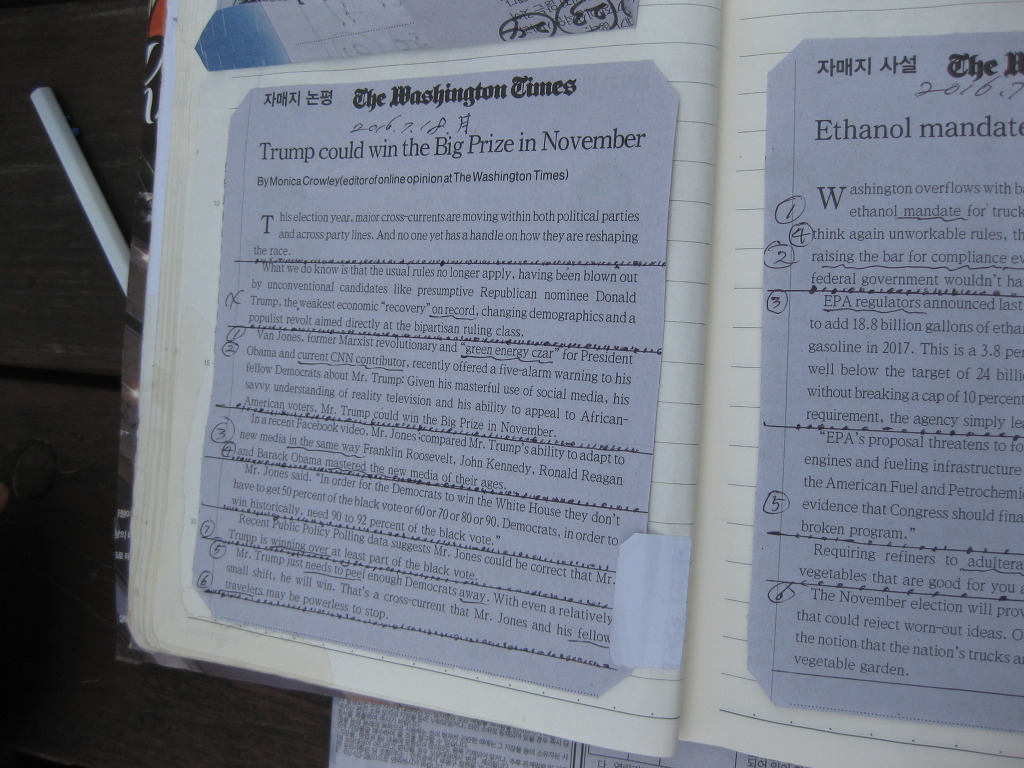 자매지 논평 The Washington Times
2016.7.18.月
Trump could win the Big Prize in November
By Monica Crowley(editor of online opinion at The Washington Times)
This election year, major cross-currents are moving within both political parties
and across party lines. And no one yet has a handle on how they are reshaping
the race.
What we do know is that the usual rules no longer apply, having been blown out
by unconventional candidates like presumptive Republican nominee Donald
Trump, the weakest economic "recovery" on record, changing demographics and a
populist revolt aimed directly at the bipartisan ruling class.
Van Jones, former Marxist revolutionary and "green energy czar" for President
② Obama and current CNN contributor, recently offered a five-alarm warning to his
fellow Democrats about Mr. Trump: Given his masterful use of social media, his
savvy understanding of reality television and his ability to appeal to African-
American voters, Mr. Trump could win the Big Prize in November.
In a recent Facebook video, Mr. Jones compared Mr. Trump's ability to adapt to
③ new media in the same way Franklin Roosevelt, John Kennedy, Ronald Reagan
④ and Barack Obama mastered the new media of their ages.
Mr. Jones said. "In order for the Democrats to win the White House they don't
have to get 50 percent of the black vote or 60 or 70 or 80 or 90. Democrats, in order to
win historically, need 90 to 92 percent of the black vote."
Recent Public Policy Polling data suggests Mr. Jones could be correct that Mr.
⑦ Trump is winning over at least part of the black vote.
⑤ Mr. Trump just needs to peel enough Democrats away. With even a relatively
small shift, he will win. That's a cross-current that Mr. Jones and his fellow
⑥ travelers may be powerless to stop.
자매지 사설 The W
2016.7
Ethanol mandate
Washington overflows with ba
① ethanol mandate for truck
④ think again unworkable rules, th
② raising the bar for compliance ev
federal government wouldn't ha
③ EPA regulators announced last
to add 18.8 billion gallons of etha
gasoline in 2017. This is a 3.8 per
well below the target of 24 billi
without breaking a cap of 10 percent
requirement, the agency simply lea
"EPA's proposal threatens to fo
engines and fueling infrastructure
the American Fuel and Petrochemic
⑤ evidence that Congress should fina
broken program."
Requiring refiners to adultera
vegetables that are good for you a
⑥ The November election will prov
that could reject worn-out ideas. O
the notion that the nation's trucks a
vegetable garden.